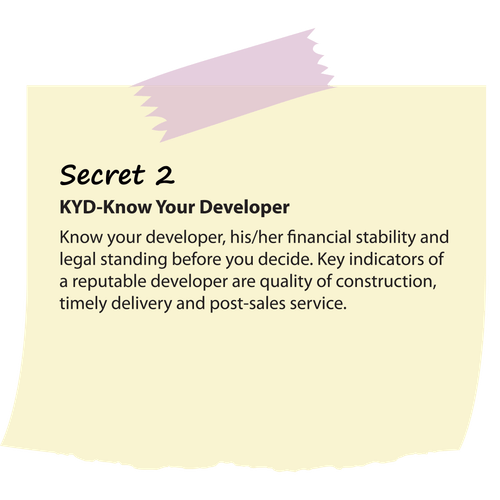 Secret 2
KYD-Know Your Developer
Know your developer, his/her financial stability and
legal standing before you decide. Key indicators of
a reputable developer are quality of construction,
timely delivery and post-sales service.